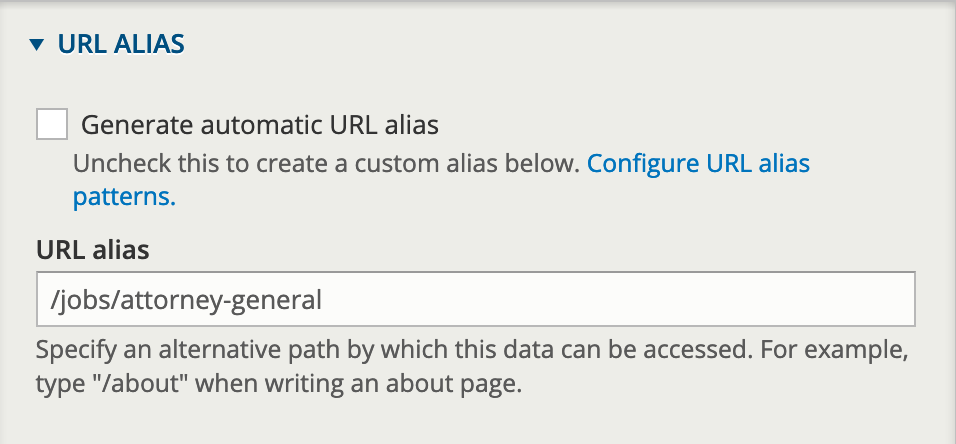 URL ALIAS
Generate automatic URL alias
Uncheck this to create a custom alias below. Configure URL alias
patterns.
URL alias
/jobs/attorney-general
Specify an alternative path by which this data can be accessed. For example,
type "/about" when writing an about page.